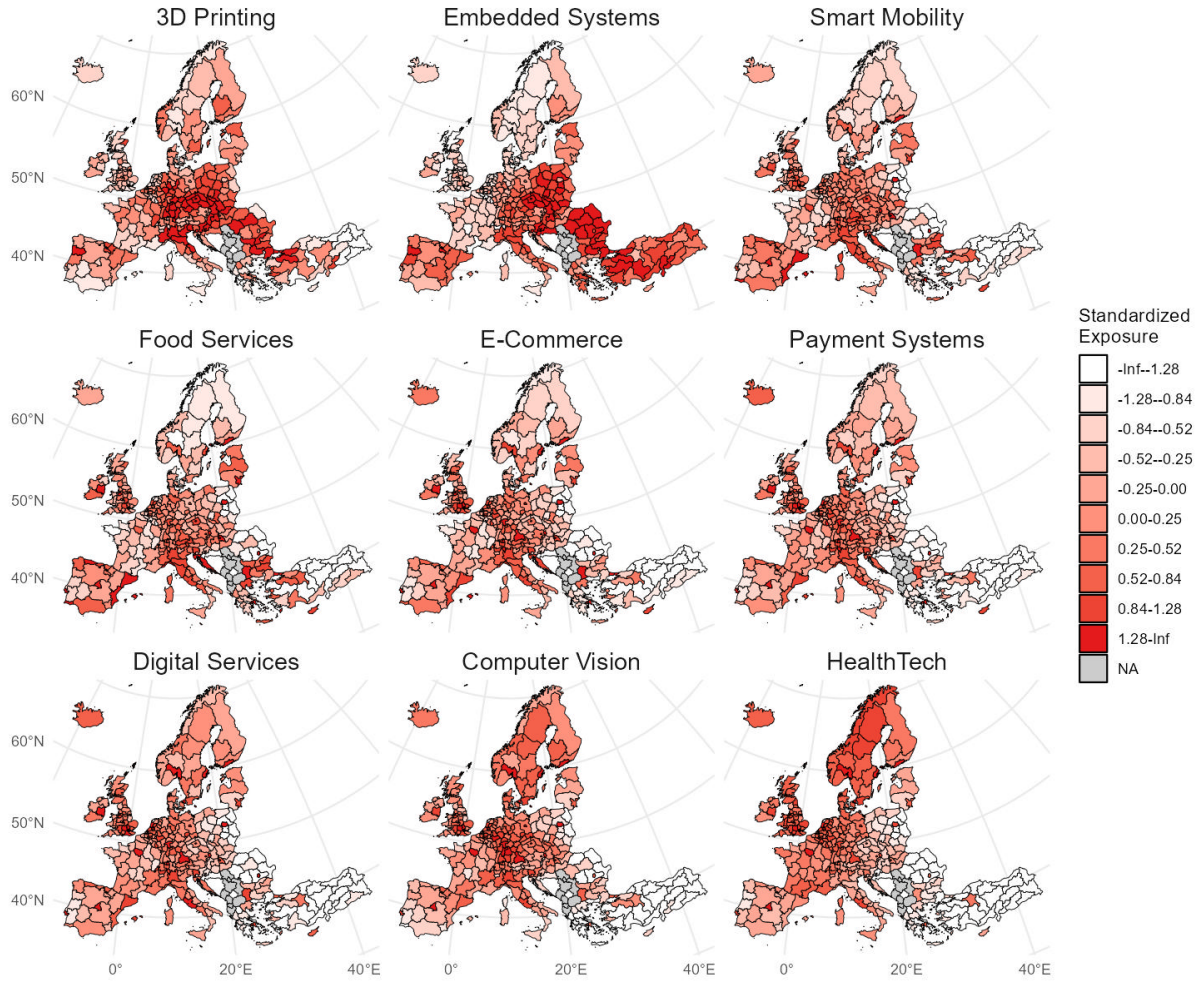 3D Printing
Embedded Systems
Smart Mobility
60°N
50°N
40°N
Food Services
E-Commerce
Payment Systems
60°N
50°N
40°N
Digital Services
Computer Vision
HealthTech
60°N
50°N
40°N
0°
20°E
40°E
0°
20°E
40°E
0°
20°E
40°E
Standardized
Exposure
-Inf--1.28
-1.28--0.84
-0.84--0.52
-0.52--0.25
-0.25-0.00
0.00-0.25
0.25-0.52
0.52-0.84
0.84-1.28
1.28-Inf
NA